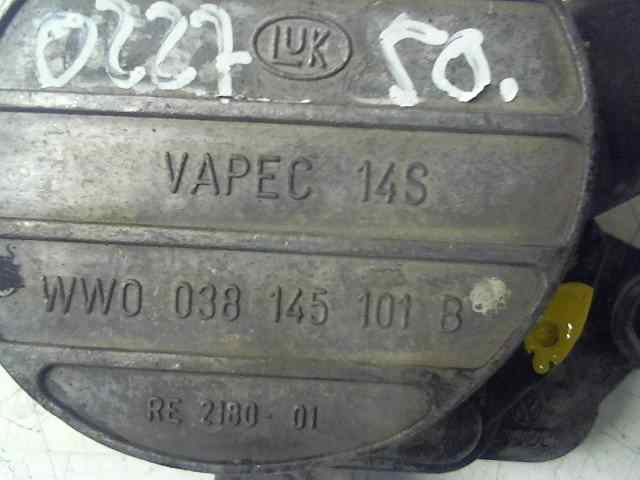 0227 LUK 50.
VAPEC 14S
WWO 038 145 101 B
RE 2180-01